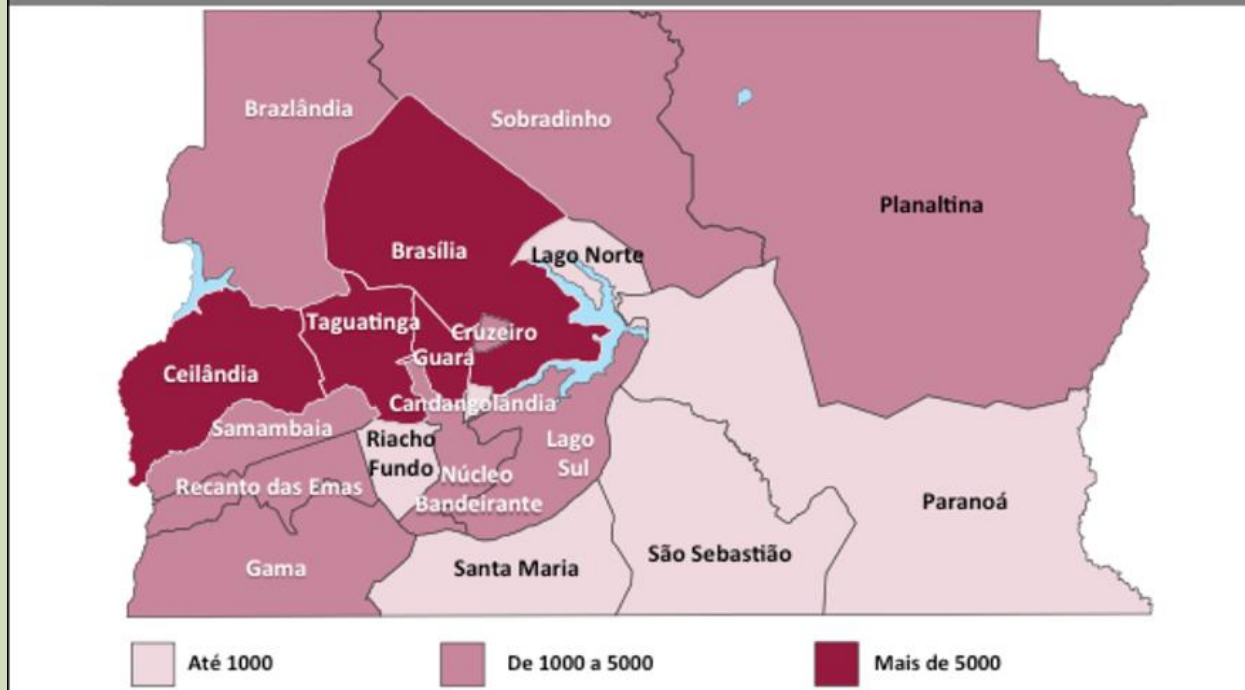 Brazlândia
Sobradinho
Planaltina
Brasília
Lago Norte
Taguatinga
Cruzeiro
Guará
Ceilândia
Candangolândia
Samambaia
Riacho
Fundo
Lago
Sul
Núcleo
Bandeirante
Recanto das Emas
Paranoá
São Sebastião
Santa Maria
Gama
Até 1000
De 1000 a 5000
Mais de 5000